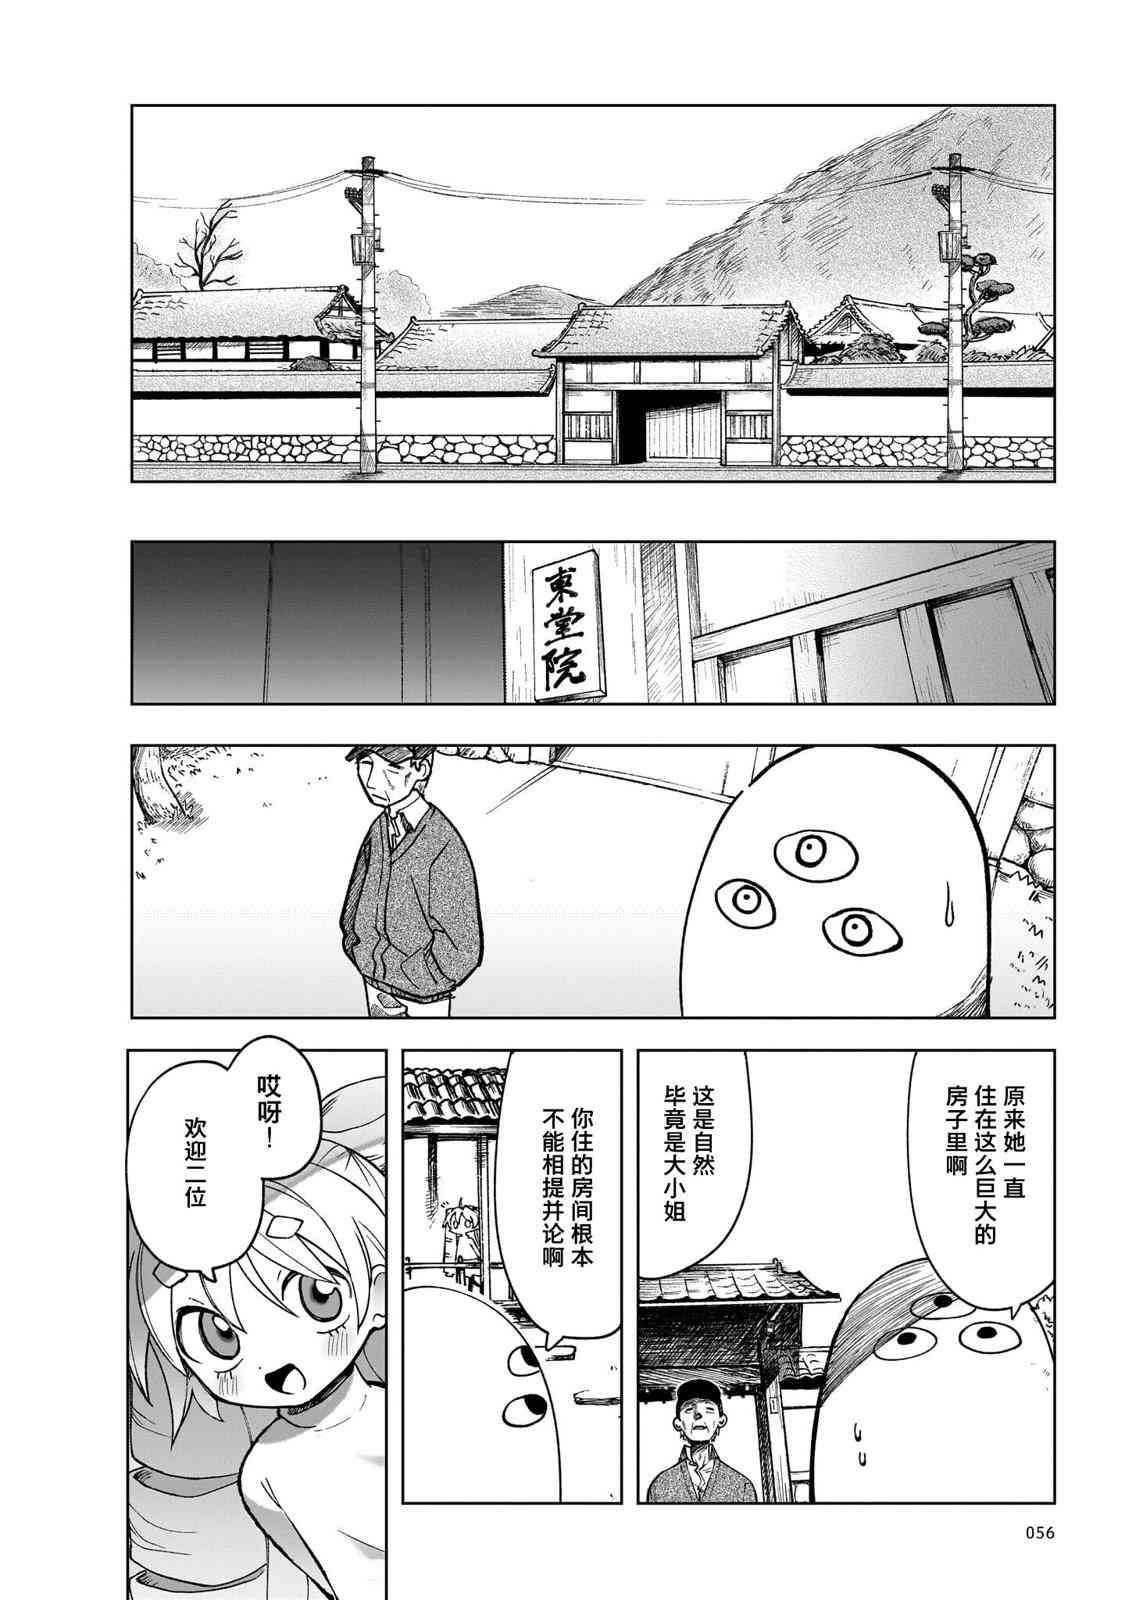 東堂院
原来她一直
住在这么巨大的
房子里啊
这是自然
毕竟是大小姐
你住的房间根本
不能相提并论啊
哎呀！
欢迎二位
056